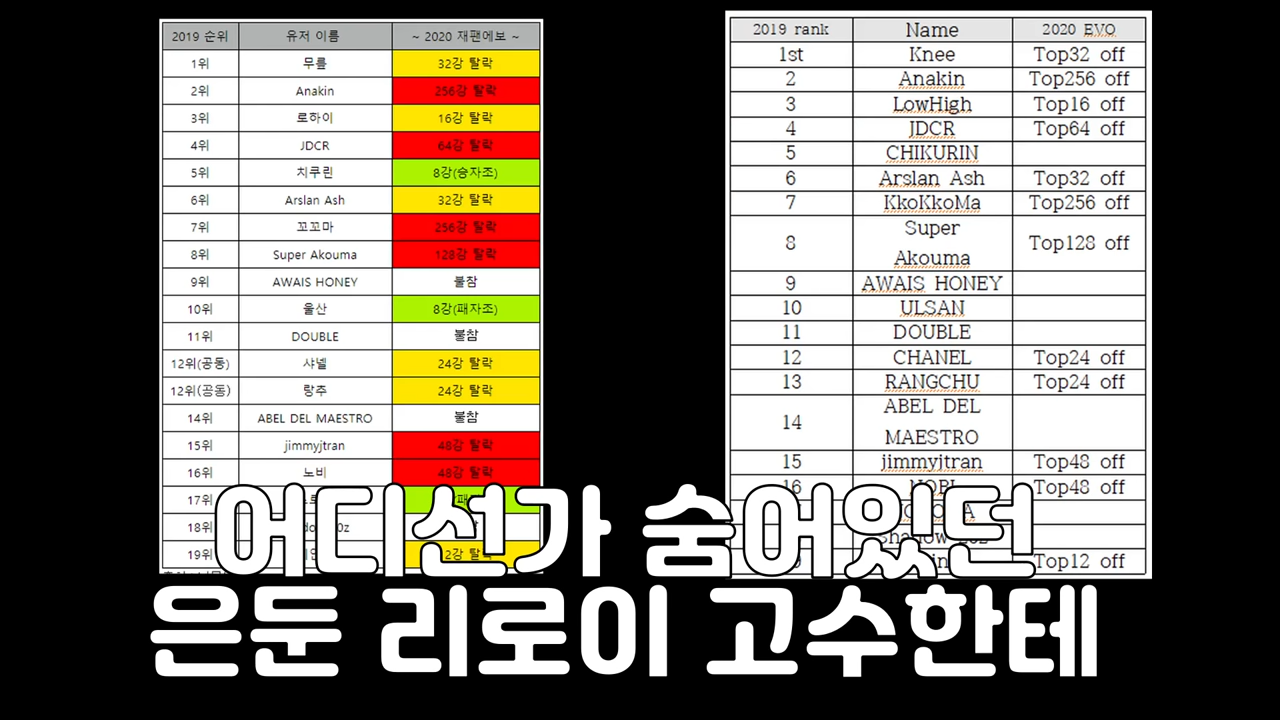 2019 순위 유저 이름 ~ 2020 재팬에보 ~
1위 무릎 32강 탈락
2위 Anakin 256강 탈락
3위 로하이 16강 탈락
4위 JDCR 64강 탈락
5위 치쿠린 8강(승자조)
6위 Arslan Ash 32강 탈락
7위 꼬꼬마 256강 탈락
8위 Super Akouma 128강 탈락
9위 AWAIS HONEY 불참
10위 울산 8강(패자조)
11위 DOUBLE 불참
12위(공동) 샤넬 24강 탈락
12위(공동) 랑추 24강 탈락
14위 ABEL DEL MAESTRO 불참
15위 jimmyjtran 48강 탈락
16위 노비 48강 탈락
17위
18위
19위
2019 rank Name 2020 EVO
1st Knee Top32 off
2 Anakin Top256 off
3 LowHigh Top16 off
4 JDCR Top64 off
5 CHIKURIN
6 Arslan Ash Top32 off
7 KkoKkoMa Top256 off
8 Super Akouma Top128 off
9 AWAIS HONEY
10 ULSAN
11 DOUBLE
12 CHANEL Top24 off
13 RANGCHU Top24 off
14 ABEL DEL MAESTRO
15 jimmyjtran Top48 off
16 Top48 off
Top12 off
어디선가 숨어있던
은둔 리로이 고수한테